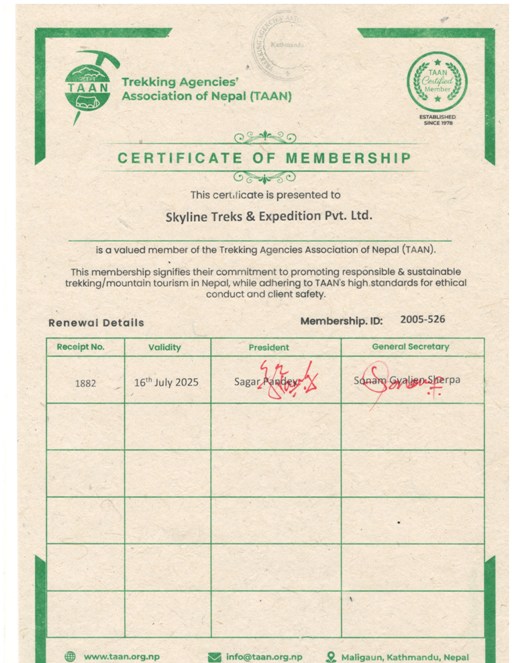 Kathmandu
TAAN
Trekking Agencies'
Association of Nepal (TAAN)
TAAN
Certified
Member
ESTABLISHED
SINCE 1978
CERTIFICATE OF MEMBERSHIP
This certificate is presented to
Skyline Treks & Expedition Pvt. Ltd.
is a valued member of the Trekking Agencies Association of Nepal (TAAN).
This membership signifies their commitment to promoting responsible & sustainable
trekking/mountain tourism in Nepal, while adhering to TAAN's high standards for ethical
conduct and client safety.
Renewal Details
Membership. ID: 2005-526
Receipt No. Validity President General Secretary
1882 16th July 2025 Sagar Pandey Sonam Gyaljen Sherpa
www.taan.org.np info@taan.org.np Maligaun, Kathmandu, Nepal